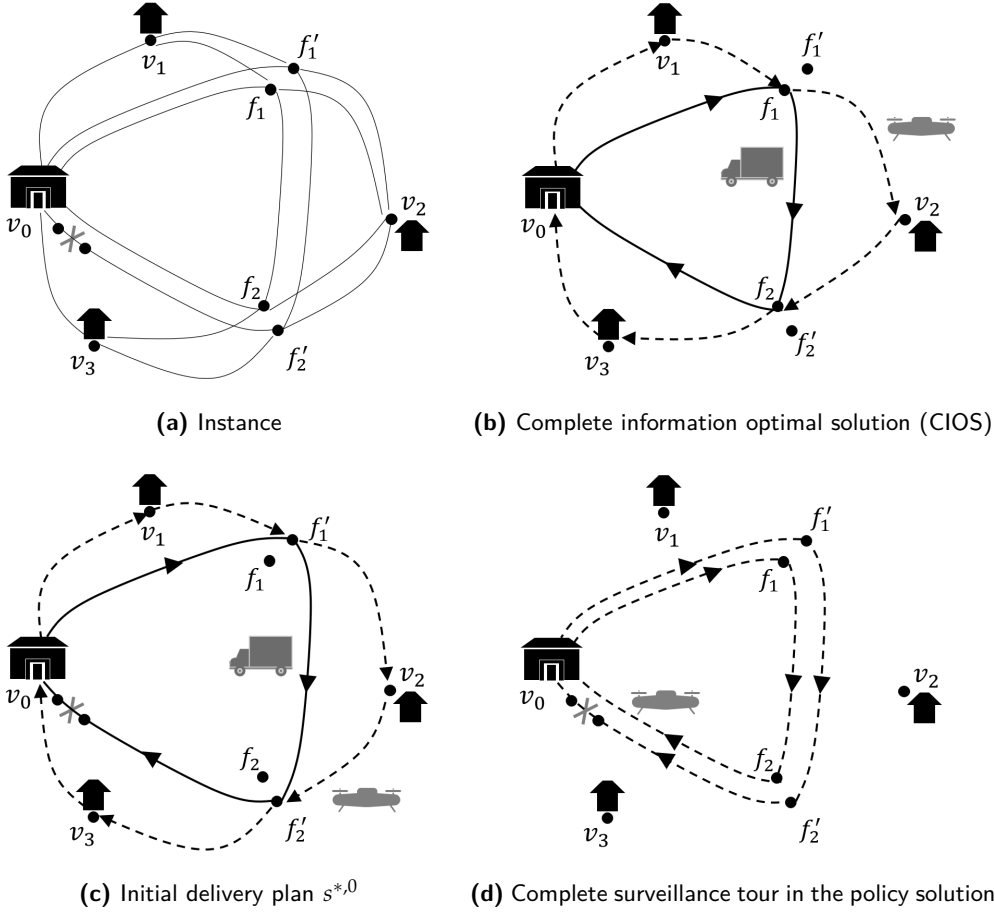 v₁
f₁′
f₁
v₀
v₂
f₂
v₃
f₂′
(a) Instance
v₁
f₁′
f₁
v₀
v₂
f₂
v₃
f₂′
(b) Complete information optimal solution (CIOS)
v₁
f₁′
f₁
v₀
v₂
f₂
v₃
f₂′
(c) Initial delivery plan s*,⁰
v₁
f₁′
f₁
v₀
v₂
f₂
v₃
f₂′
(d) Complete surveillance tour in the policy solution